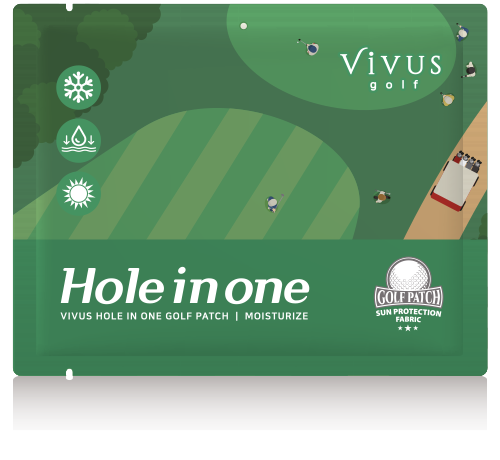 Vivus
golf
Hole in one
VIVUS HOLE IN ONE GOLF PATCH | MOISTURIZE
GOLF PATCH
SUN PROTECTION
FABRIC